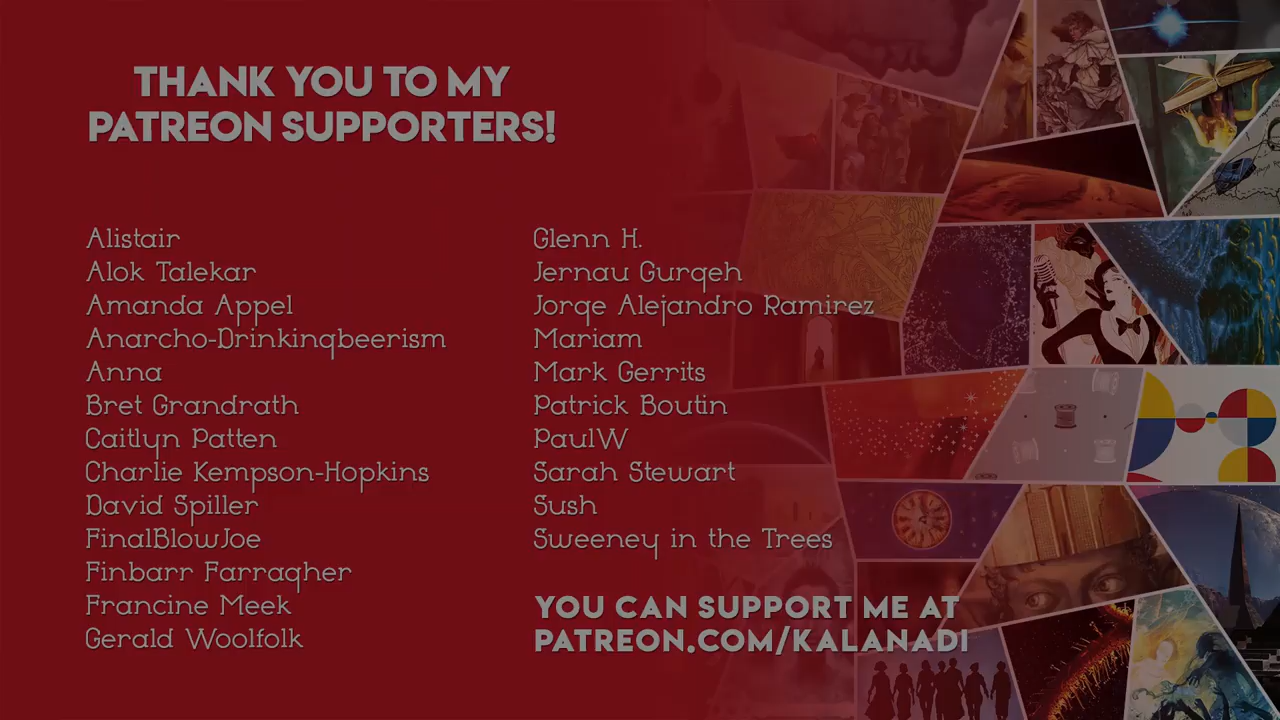 THANK YOU TO MY
PATREON SUPPORTERS!
Alistair
Alok Talekar
Amanda Appel
Anarcho-Drinkingbeerism
Anna
Bret Grandrath
Caitlyn Patten
Charlie Kempson-Hopkins
David Spiller
FinalBlowJoe
Finbarr Farragher
Francine Meek
Gerald Woolfolk
Glenn H.
Jernau Gurgeh
Jorge Alejandro Ramirez
Mariam
Mark Gerrits
Patrick Boutin
PaulW
Sarah Stewart
Sush
Sweeney in the Trees
YOU CAN SUPPORT ME AT
PATREON.COM/KALANADI